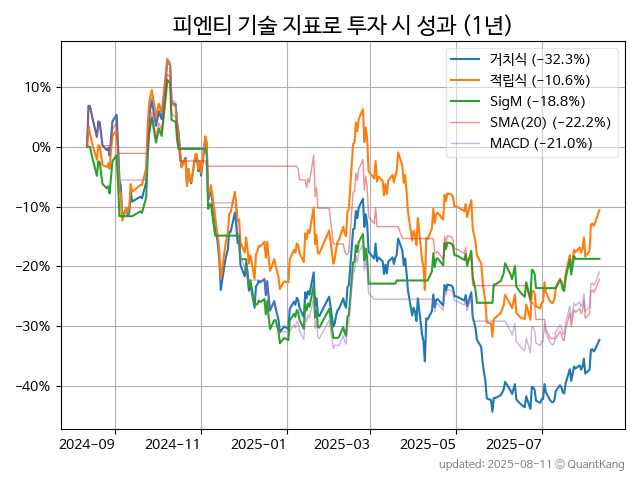 피엔티 기술 지표로 투자 시 성과 (1년)
거치식 (−32.3%)
적립식 (−10.6%)
SigM (−18.8%)
SMA(20) (−22.2%)
MACD (−21.0%)
10%
0%
−10%
−20%
−30%
−40%
2024-09 2024-11 2025-01 2025-03 2025-05 2025-07
updated: 2025-08-11 © QuantKang